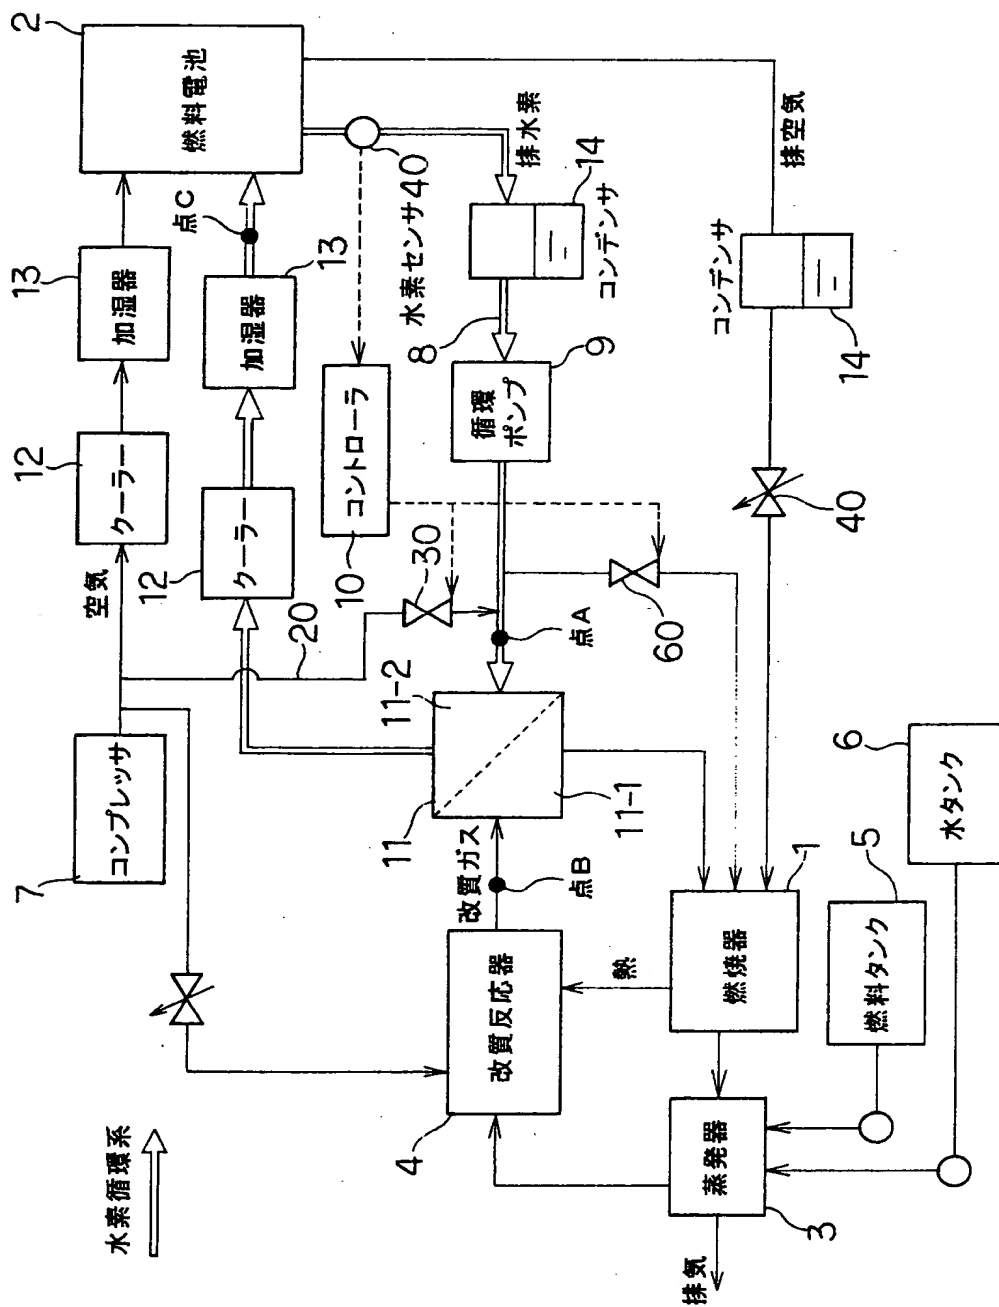 2
燃料電池
点C
13
加湿器
13
加湿器
12
クーラー
12
クーラー
空気
20
7
コンプレッサ
水素センサ40
10
コントローラ
30
排水素
14
コンデンサ
8
9
循環
ポンプ
点A
60
11
11-2
11-1
改質ガス
点B
4
改質反応器
熱
1
燃焼器
3
蒸発器
排気
5
燃料タンク
6
水タンク
排空気
コンデンサ
14
40
水素循環系